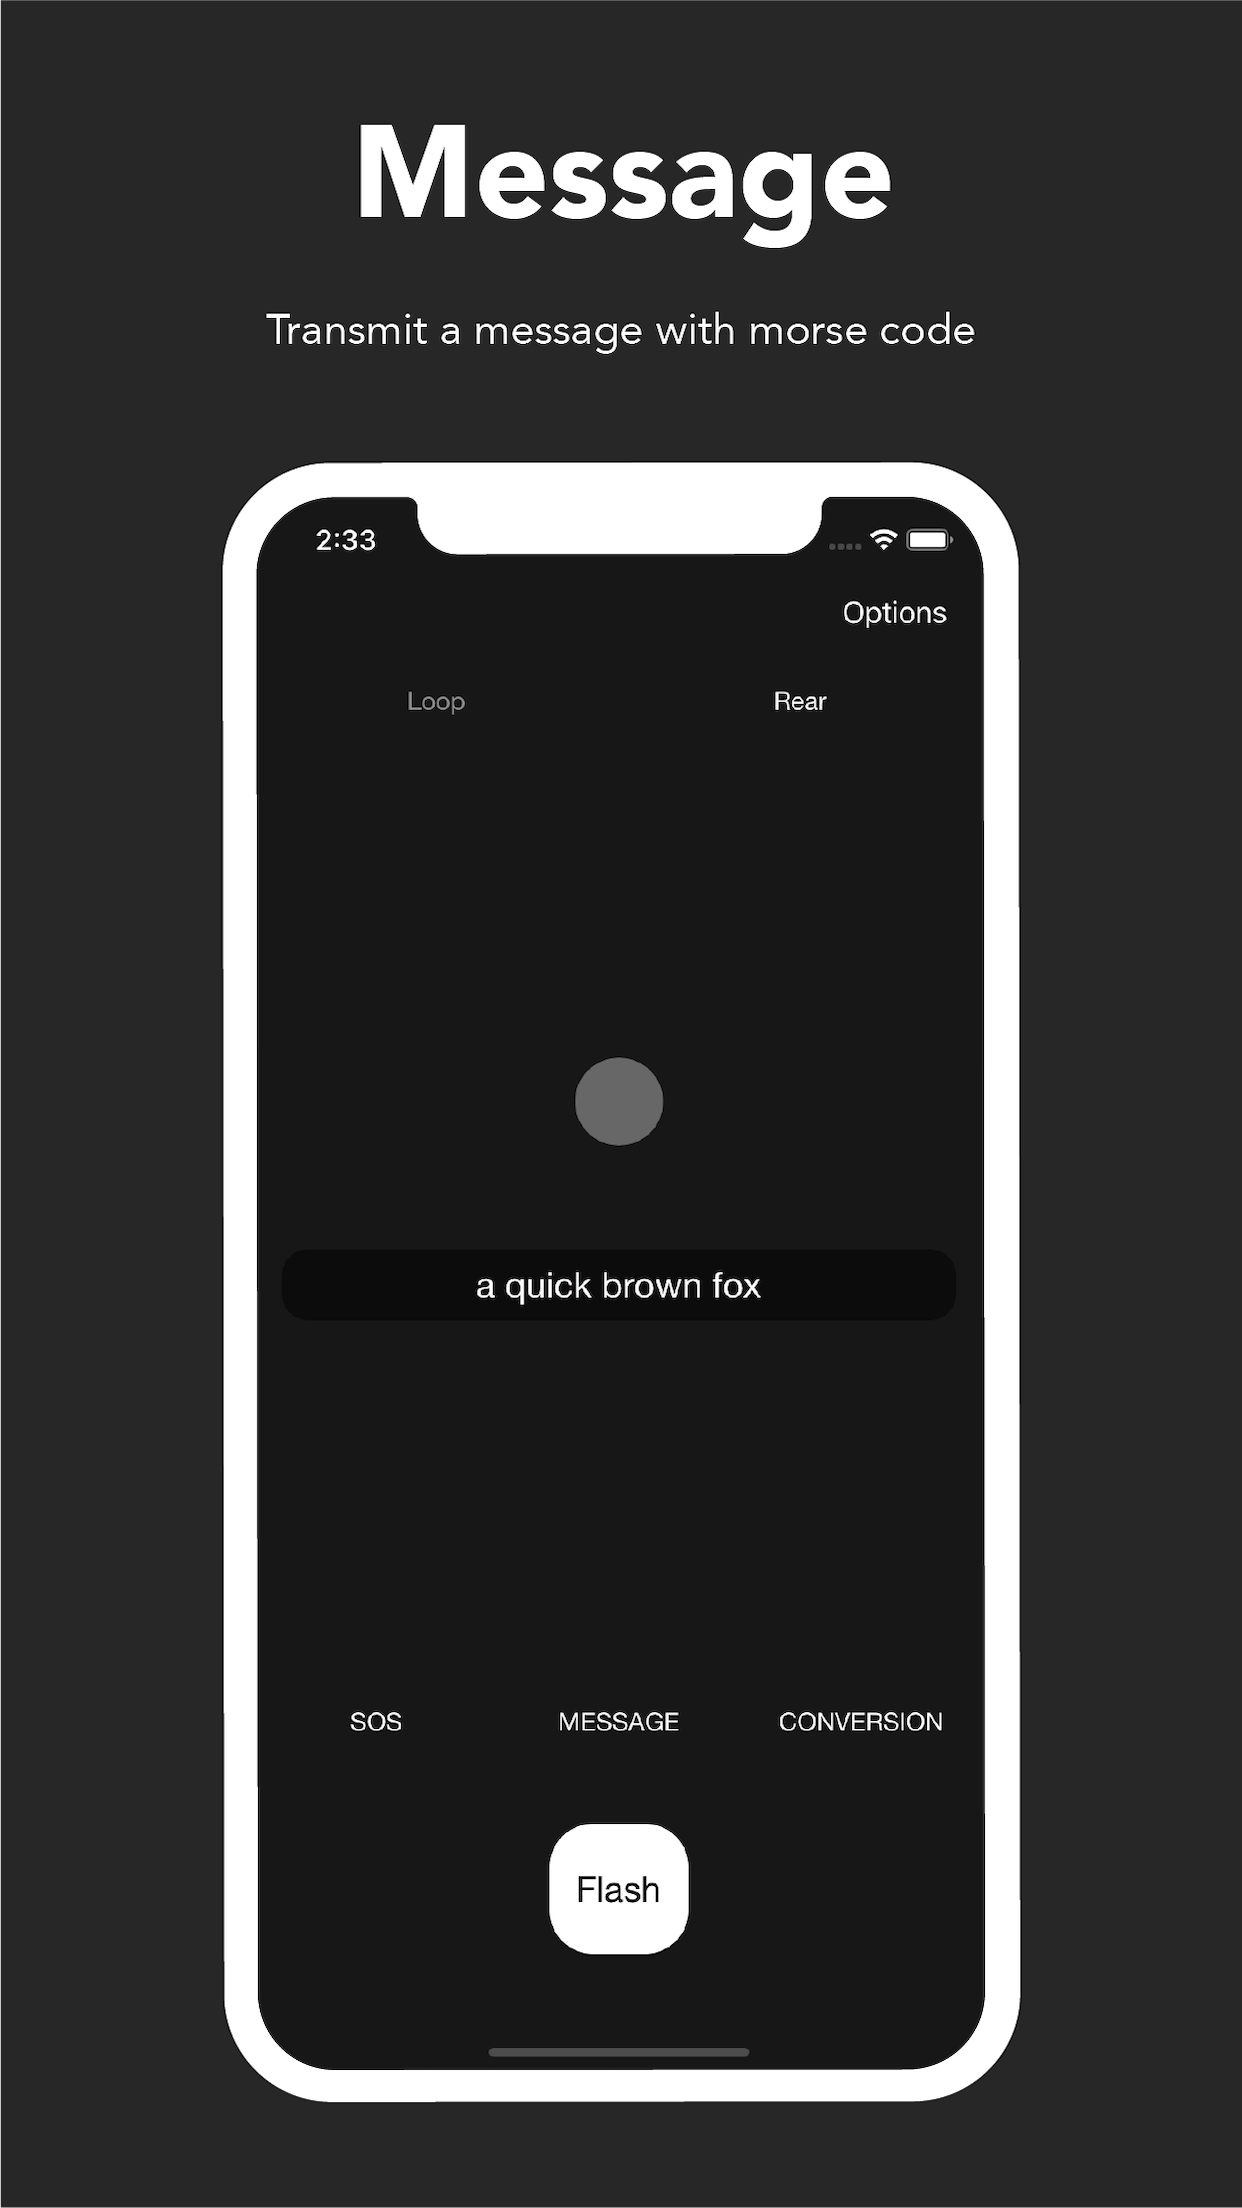 Message
Transmit a message with morse code
2:33
Options
Loop Rear
a quick brown fox
SOS MESSAGE CONVERSION
Flash